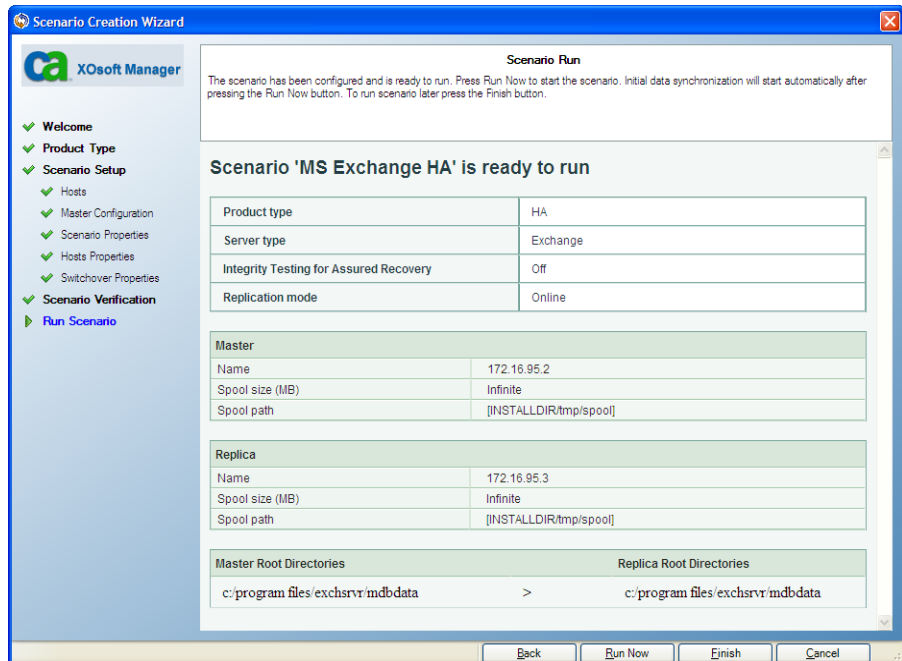 Scenario Creation Wizard
ca XOsoft Manager
Welcome
Product Type
Scenario Setup
Hosts
Master Configuration
Scenario Properties
Hosts Properties
Switchover Properties
Scenario Verification
Run Scenario
Scenario Run
The scenario has been configured and is ready to run. Press Run Now to start the scenario. Initial data synchronization will start automatically after
pressing the Run Now button. To run scenario later press the Finish button.
Scenario 'MS Exchange HA' is ready to run
Product type HA
Server type Exchange
Integrity Testing for Assured Recovery Off
Replication mode Online
Master
Name 172.16.95.2
Spool size (MB) Infinite
Spool path [INSTALLDIR/tmp/spool]
Replica
Name 172.16.95.3
Spool size (MB) Infinite
Spool path [INSTALLDIR/tmp/spool]
Master Root Directories Replica Root Directories
c:/program files/exchsrvr/mdbdata > c:/program files/exchsrvr/mdbdata
Back Run Now Finish Cancel